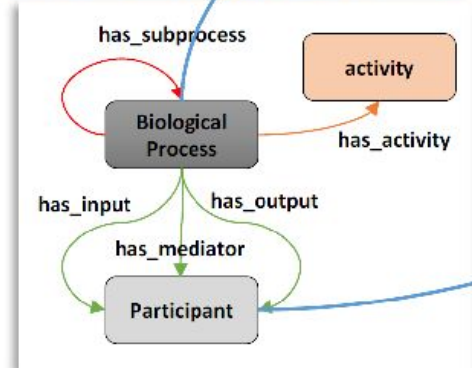 has_subprocess
activity
Biological
Process
has_activity
has_input
has_output
has_mediator
Participant